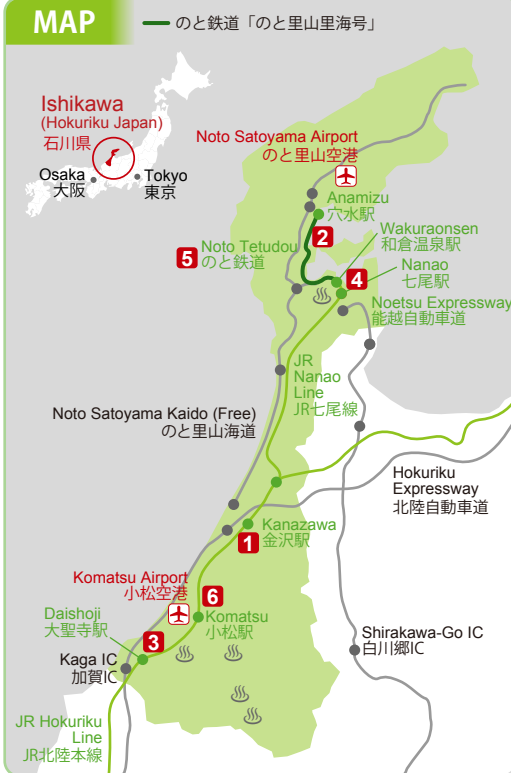 MAP
のと鉄道「のと里山里海号」
Ishikawa
(Hokuriku Japan)
石川県
Osaka
大阪
Tokyo
東京
Noto Satoyama Airport
のと里山空港
Anamizu
穴水駅
2
5
Noto Tetudou
のと鉄道
Wakuraonsen
和倉温泉駅
4
Nanao
七尾駅
Noetsu Expressway
能越自動車道
JR
Nanao
Line
JR七尾線
Noto Satoyama Kaido (Free)
のと里山海道
Hokuriku
Expressway
北陸自動車道
Kanazawa
金沢駅
1
Komatsu Airport
小松空港
6
Komatsu
小松駅
Daishoji
大聖寺駅
3
Kaga IC
加賀IC
Shirakawa-Go IC
白川郷IC
JR Hokuriku
Line
JR北陸本線